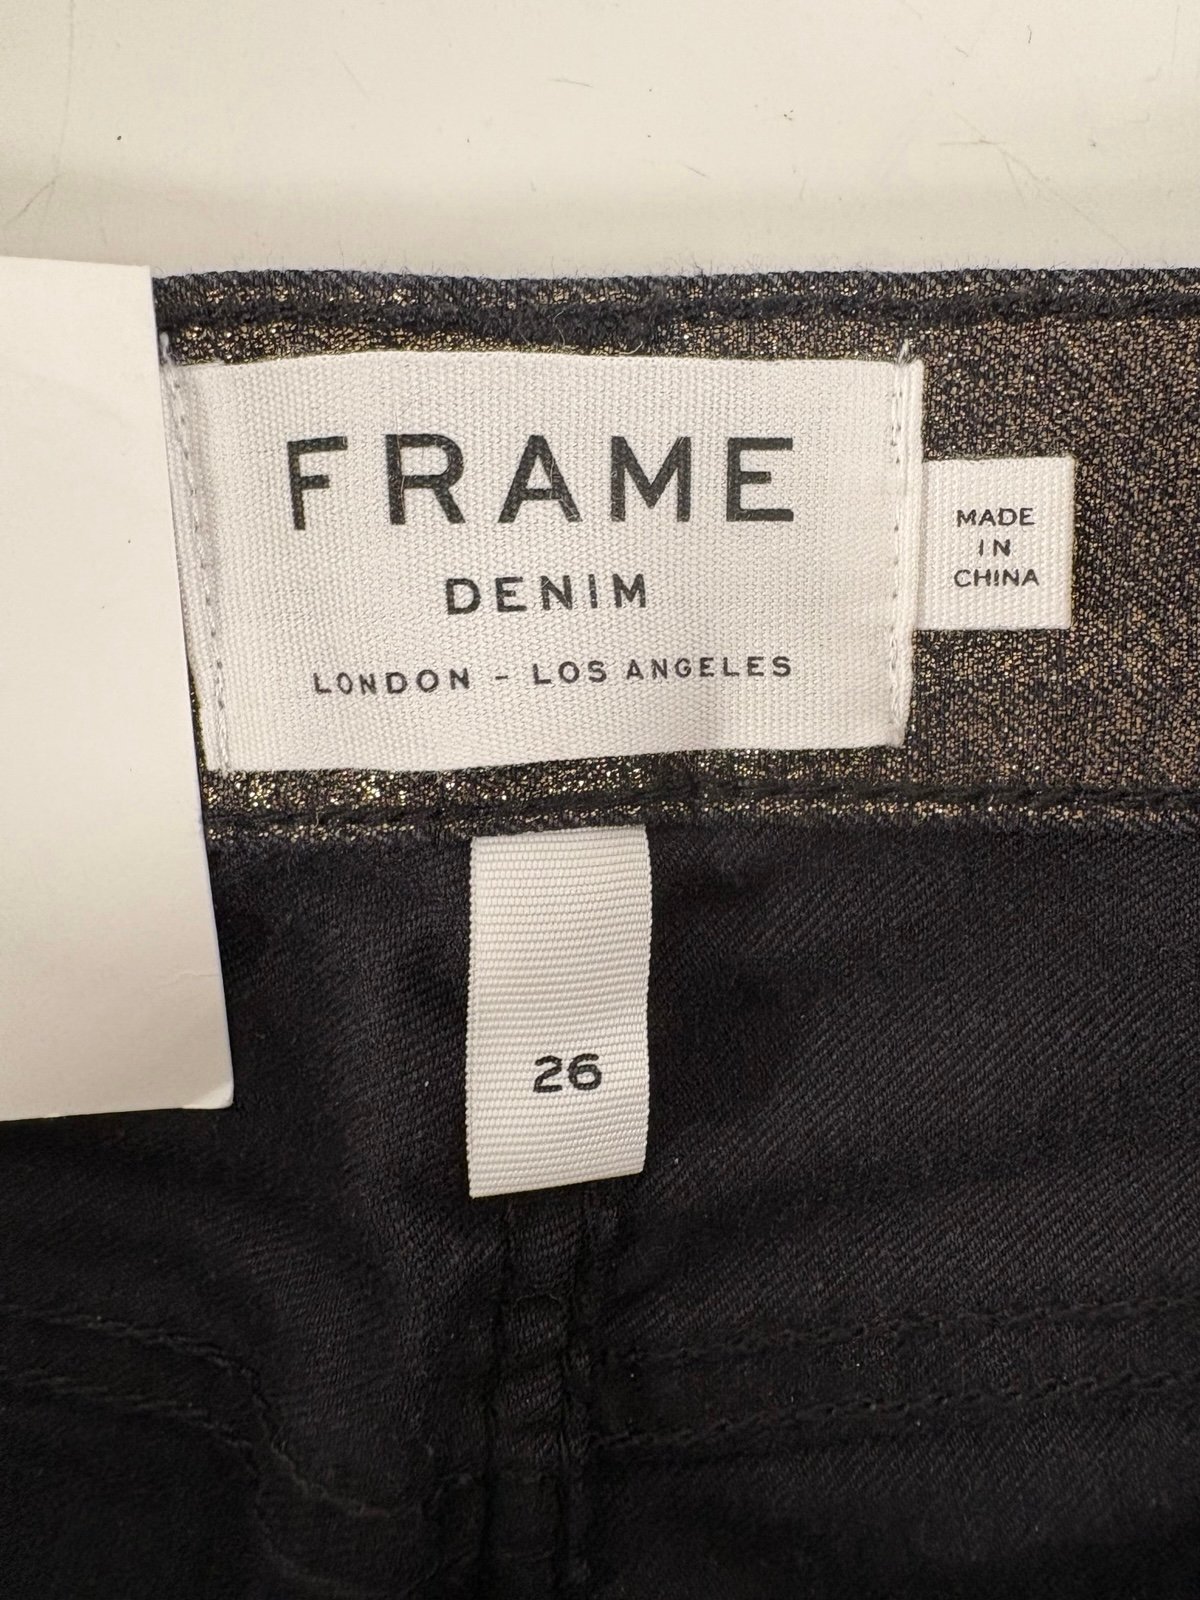 FRAME
DENIM
LONDON - LOS ANGELES
MADE
IN
CHINA
26